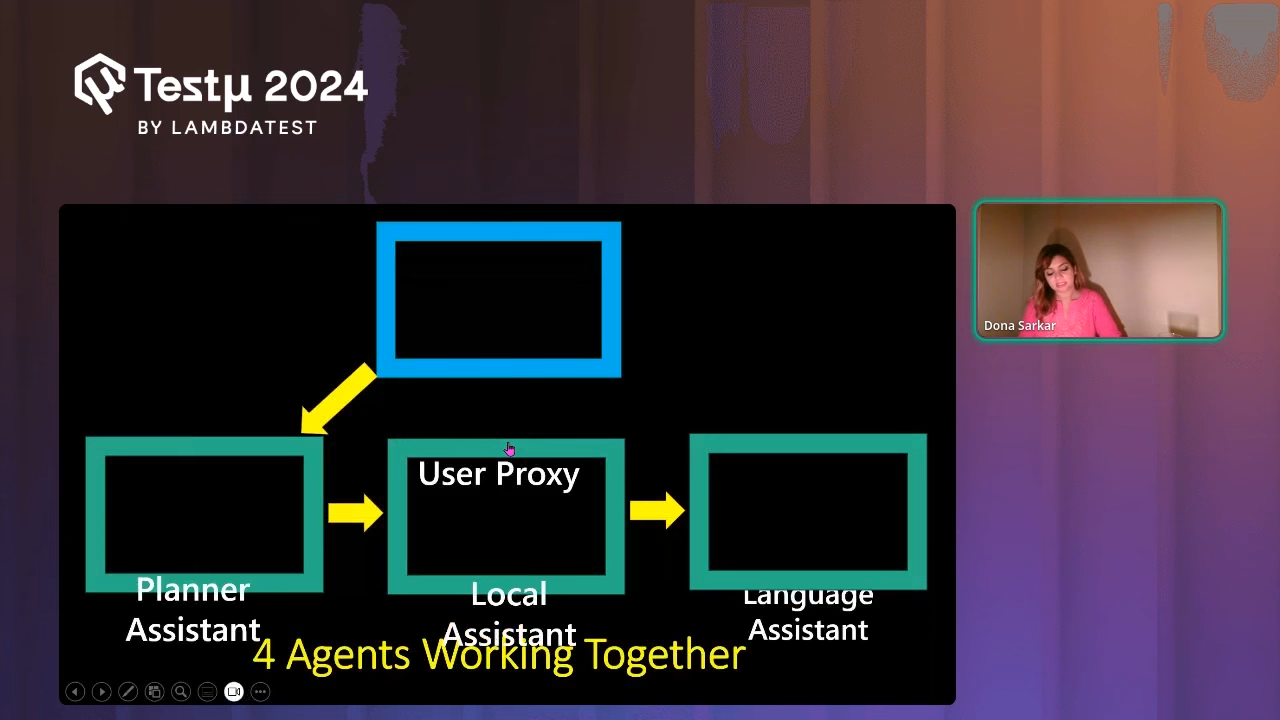 Testμ 2024
BY LAMBDATEST
Dona Sarkar
User Proxy
Planner
Assistant
Local
Assistant
Language
Assistant
4 Agents Working Together